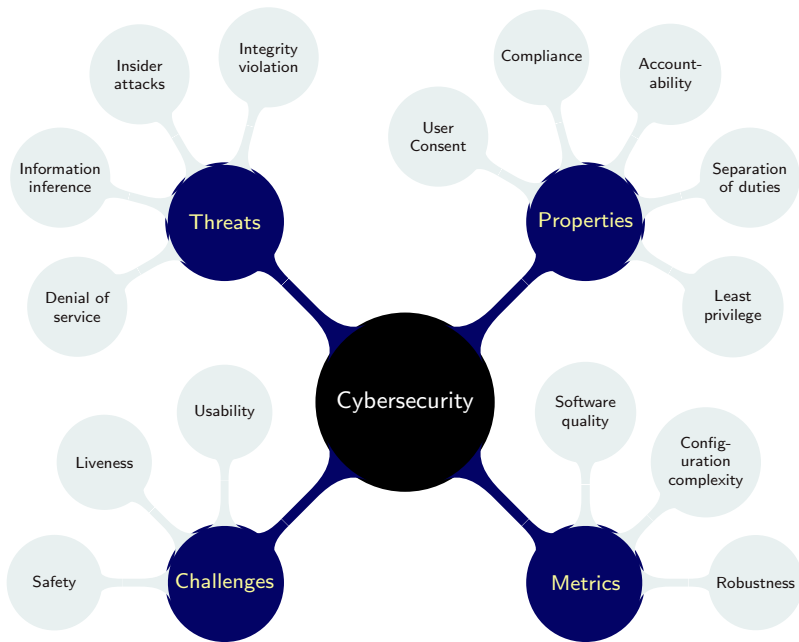 Integrity
violation
Insider
attacks
Information
inference
Denial of
service
Threats
Compliance
Account-
ability
User
Consent
Separation
of duties
Least
privilege
Properties
Cybersecurity
Usability
Liveness
Safety
Challenges
Software
quality
Config-
uration
complexity
Robustness
Metrics